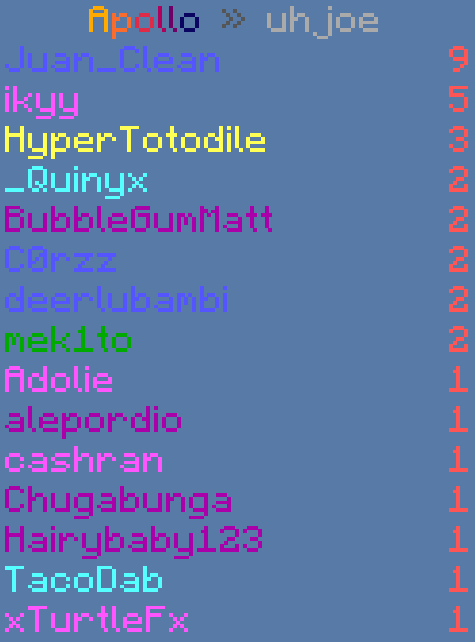 Apollo » uh_joe
Juan_Clean 9
ikyy 5
HyperTotodile 3
_Quinyx 2
BubbleGumMatt 2
C0rzz 2
deerlubambi 2
mek1to 2
Adolie 1
alepordio 1
cashran 1
Chugabunga 1
Hairybaby123 1
TacoDab 1
xTurtleFx 1